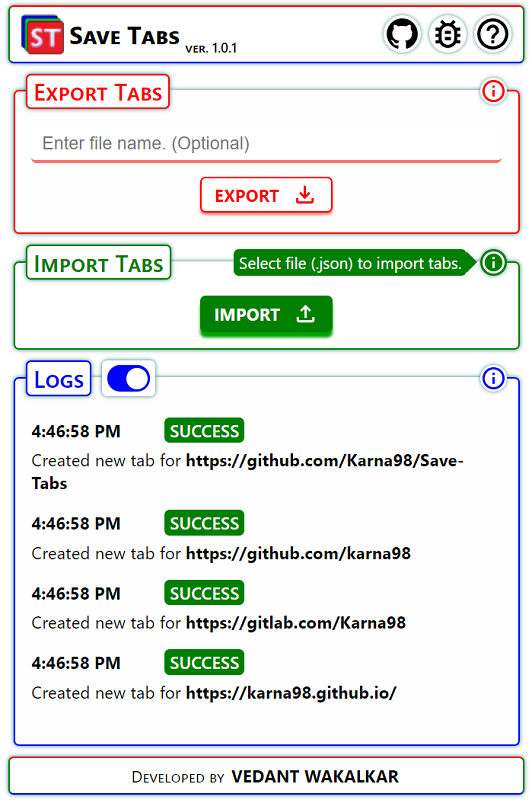 ST Save Tabs ver. 1.0.1
Export Tabs
Enter file name. (Optional)
EXPORT
Import Tabs
Select file (.json) to import tabs.
IMPORT
Logs
4:46:58 PM SUCCESS
Created new tab for https://github.com/Karna98/Save-
Tabs
4:46:58 PM SUCCESS
Created new tab for https://github.com/karna98
4:46:58 PM SUCCESS
Created new tab for https://gitlab.com/Karna98
4:46:58 PM SUCCESS
Created new tab for https://karna98.github.io/
Developed by VEDANT WAKALKAR